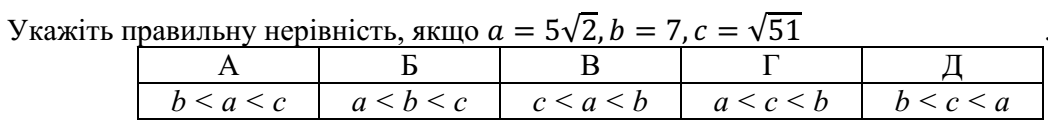 Укажіть правильну нерівність, якщо a = 5√2, b = 7, c = √51 .
А Б В Г Д
b < a < c a < b < c c < a < b a < c < b b < c < a